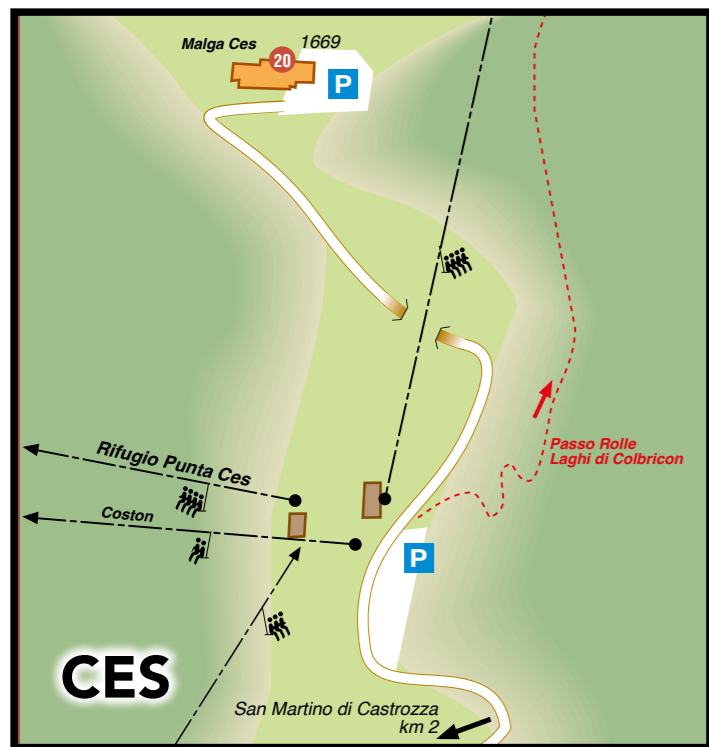 Malga Ces
20
1669
P
Passo Rolle
Laghi di Colbricon
Rifugio Punta Ces
Coston
P
CES
San Martino di Castrozza
km 2